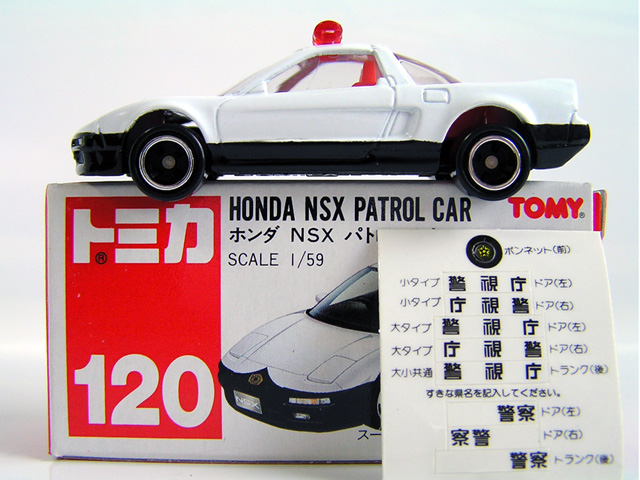 トミカ®
120
HONDA NSX PATROL CAR
TOMY®
ホンダ NSX パト
SCALE 1/59
NSX
スー
ボンネット(前)
小タイプ 警視庁 ドア(左)
小タイプ 庁視警 ドア(右)
大タイプ 警視庁 ドア(左)
大タイプ 庁視警 ドア(右)
大小共通 警視庁 トランク(後)
すきな県名を記入してください。
警察 ドア(左)
察警 ドア(右)
警察 トランク(後)